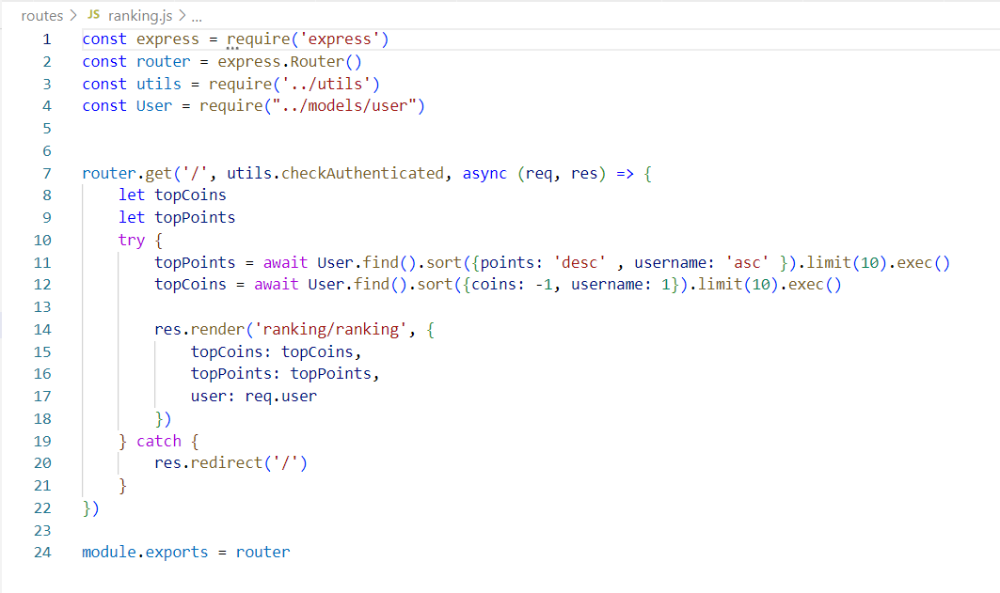 routes > JS ranking.js > ...
1 const express = require('express')
2 const router = express.Router()
3 const utils = require('../utils')
4 const User = require("../models/user")
5
6
7 router.get('/', utils.checkAuthenticated, async (req, res) => {
8     let topCoins
9     let topPoints
10     try {
11         topPoints = await User.find().sort({points: 'desc' , username: 'asc' }).limit(10).exec()
12         topCoins = await User.find().sort({coins: -1, username: 1}).limit(10).exec()
13
14         res.render('ranking/ranking', {
15             topCoins: topCoins,
16             topPoints: topPoints,
17             user: req.user
18         })
19     } catch {
20         res.redirect('/')
21     }
22 })
23
24 module.exports = router